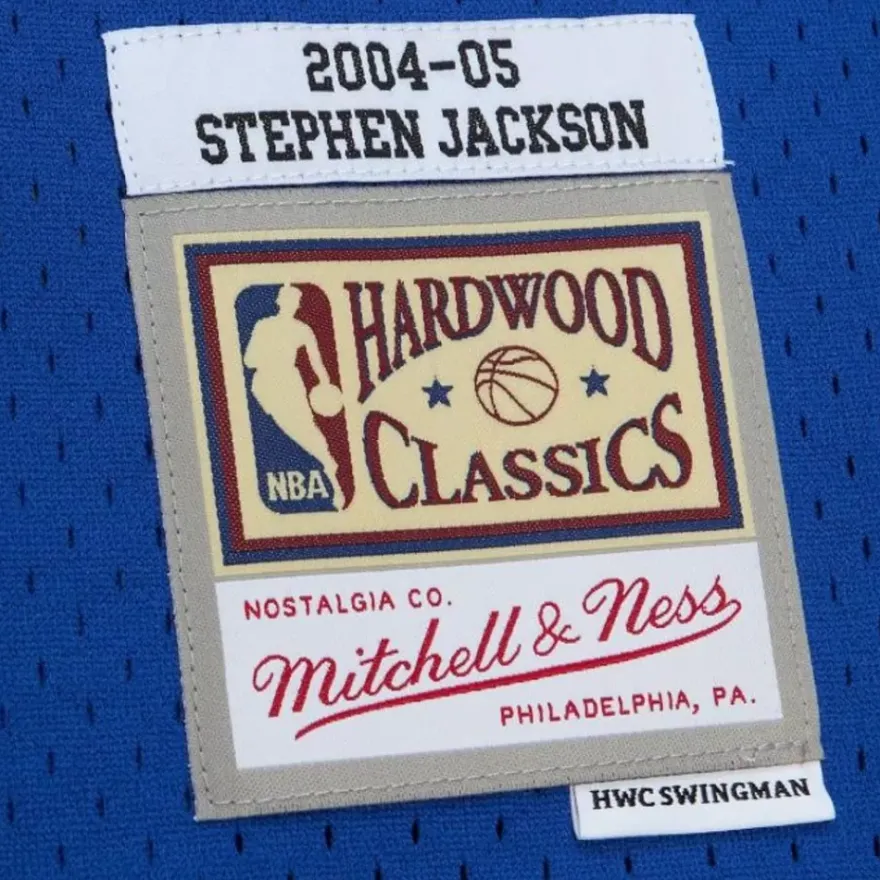 2004-05
STEPHEN JACKSON
HARDWOOD
CLASSICS
NBA
NOSTALGIA CO.
Mitchell & Ness
PHILADELPHIA, PA.
HWC SWINGMAN